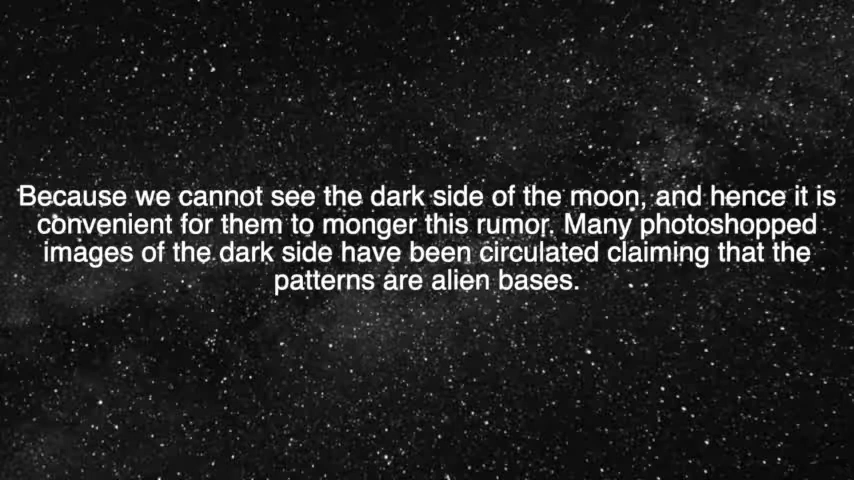 Because we cannot see the dark side of the moon, and hence it is
convenient for them to monger this rumor. Many photoshopped
images of the dark side have been circulated claiming that the
patterns are alien bases.